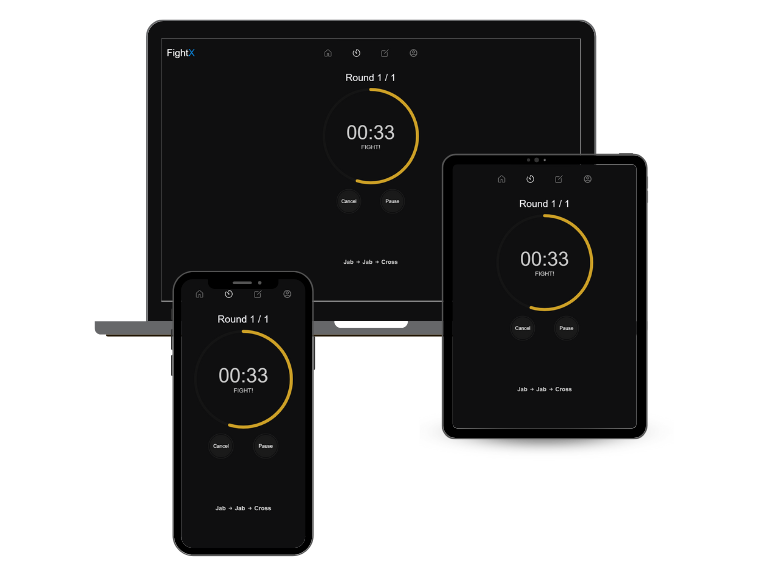 FightX
Round 1 / 1
00:33
FIGHT!
Cancel
Pause
Jab → Jab → Cross
Round 1 / 1
00:33
FIGHT!
Cancel
Pause
Jab → Jab → Cross
Round 1 / 1
00:33
FIGHT!
Cancel
Pause
Jab → Jab → Cross